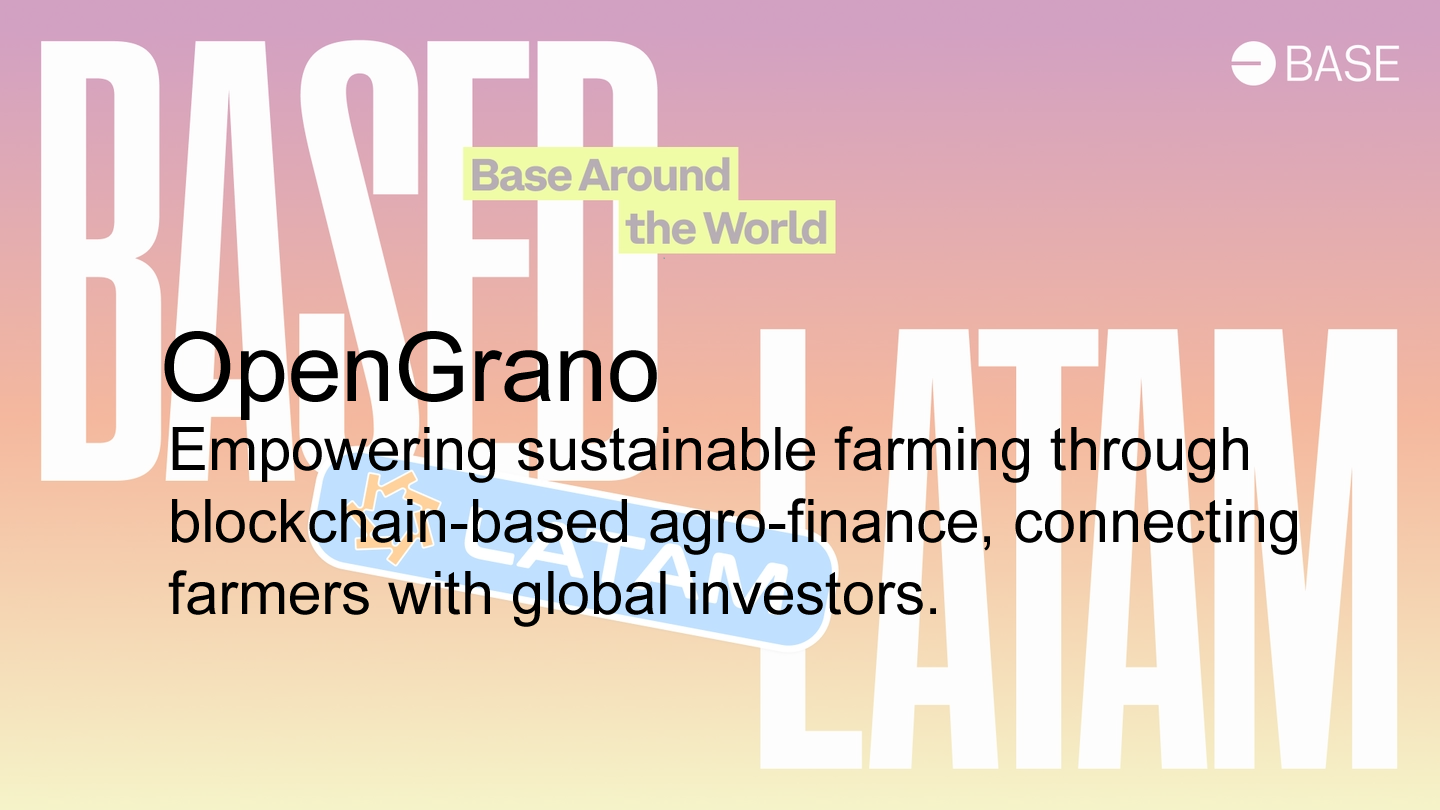 BASED
BASE
Base Around
the World
OpenGrano
LATAM
Empowering sustainable farming through
blockchain-based agro-finance, connecting
farmers with global investors.
LATAM